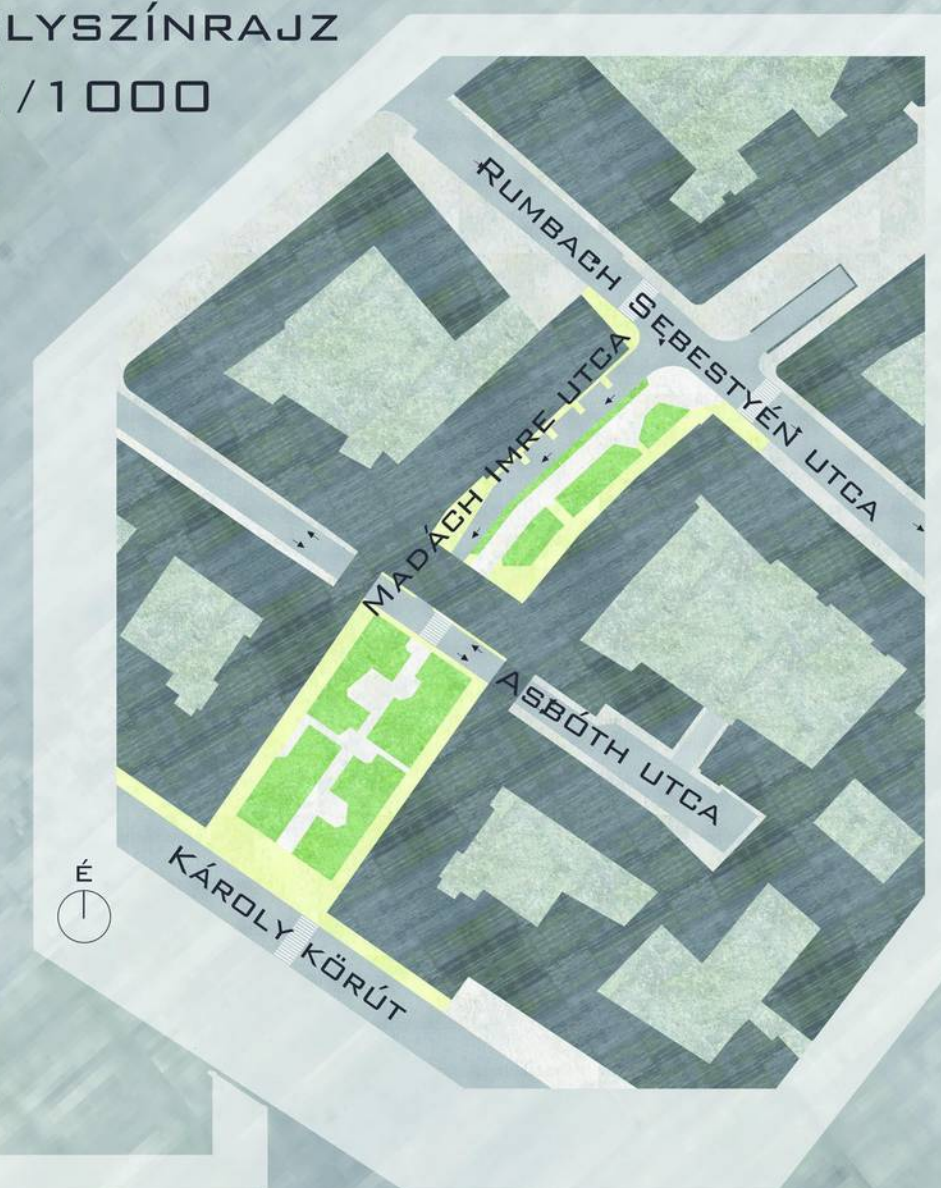 LYSZÍNRAJZ
/1000
RUMBACH SEBESTYÉN UTCA
MADÁCH IMRE UTCA
ASBÓTH UTCA
KÁROLY KÖRÚT
É